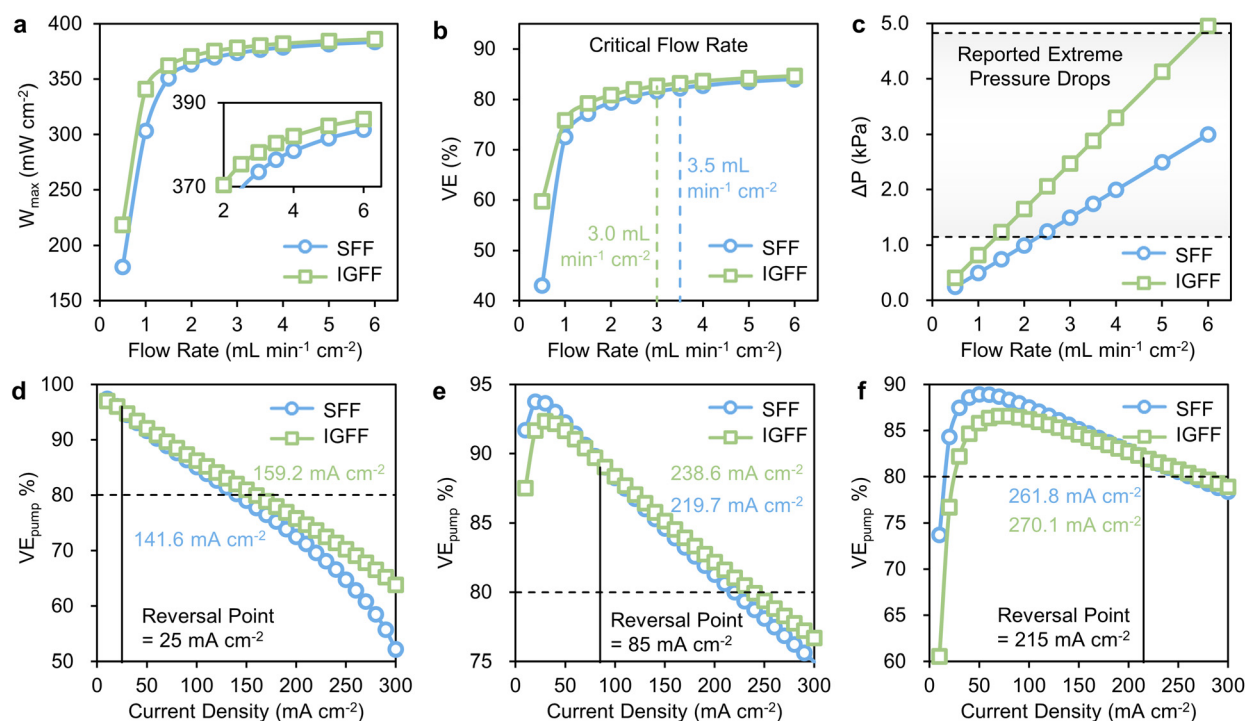 a
400
350
300
250
200
150
W_max (mW cm⁻²)
390
370
2 4 6
SFF
IGFF
0 1 2 3 4 5 6
Flow Rate (mL min⁻¹ cm⁻²)
b
90
80
70
60
50
40
VE (%)
Critical Flow Rate
3.5 mL
min⁻¹ cm⁻²
3.0 mL
min⁻¹ cm⁻²
SFF
IGFF
0 1 2 3 4 5 6
Flow Rate (mL min⁻¹ cm⁻²)
c
5.0
4.0
3.0
2.0
1.0
0.0
ΔP (kPa)
Reported Extreme
Pressure Drops
SFF
IGFF
0 1 2 3 4 5 6
Flow Rate (mL min⁻¹ cm⁻²)
d
100
90
80
70
60
50
VE_pump %)
SFF
IGFF
159.2 mA cm⁻²
141.6 mA cm⁻²
Reversal Point
= 25 mA cm⁻²
0 50 100 150 200 250 300
Current Density (mA cm⁻²)
e
95
90
85
80
75
VE_pump %)
SFF
IGFF
238.6 mA cm⁻²
219.7 mA cm⁻²
Reversal Point
= 85 mA cm⁻²
0 50 100 150 200 250 300
Current Density (mA cm⁻²)
f
90
85
80
75
70
65
60
VE_pump %)
SFF
IGFF
261.8 mA cm⁻²
270.1 mA cm⁻²
Reversal Point
= 215 mA cm⁻²
0 50 100 150 200 250 300
Current Density (mA cm⁻²)